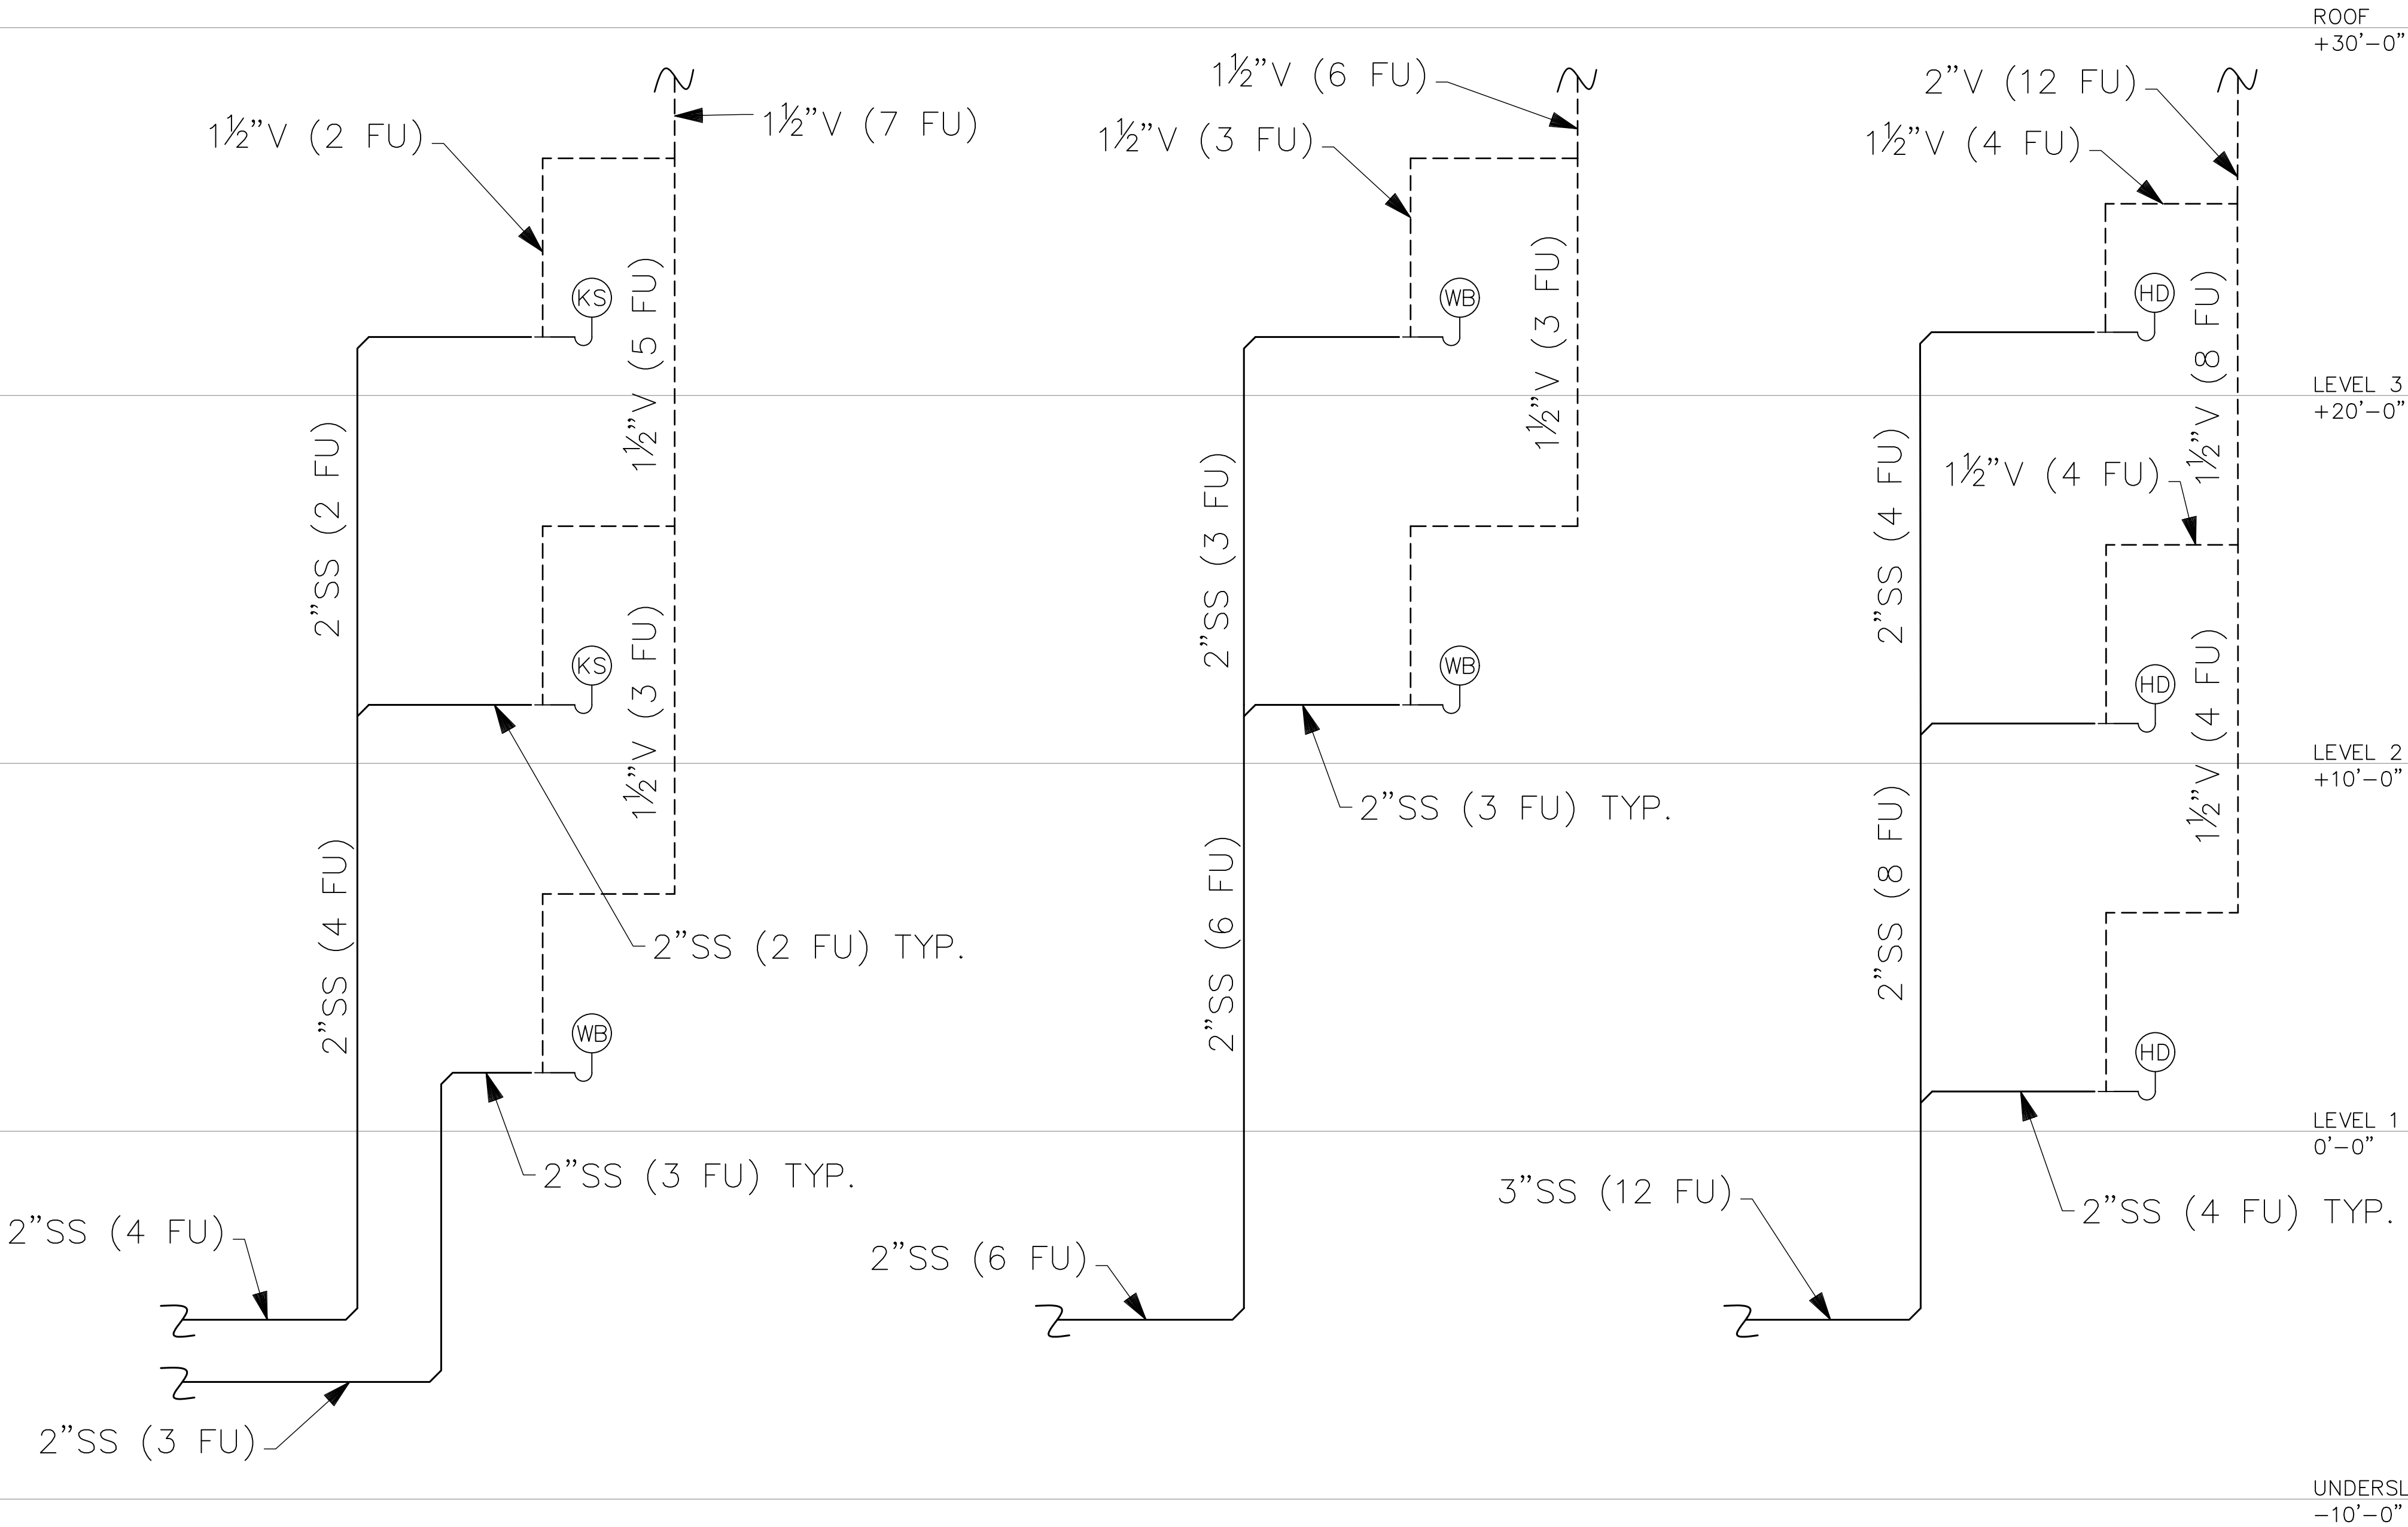 ROOF
+30'-0"
1½"V (2 FU)
1½"V (7 FU)
1½"V (6 FU)
1½"V (3 FU)
2"V (12 FU)
1½"V (4 FU)
KS
WB
HD
1½"V (5 FU)
1½"V (3 FU)
1½"V (8 FU)
LEVEL 3
+20'-0"
2"SS (2 FU)
2"SS (3 FU)
2"SS (4 FU)
1½"V (4 FU)
KS
WB
HD
1½"V (3 FU)
1½"V (4 FU)
LEVEL 2
+10'-0"
2"SS (3 FU) TYP.
2"SS (4 FU)
2"SS (6 FU)
2"SS (8 FU)
2"SS (2 FU) TYP.
WB
HD
LEVEL 1
0'-0"
2"SS (3 FU) TYP.
3"SS (12 FU)
2"SS (4 FU) TYP.
2"SS (4 FU)
2"SS (6 FU)
2"SS (3 FU)
UNDERSL
-10'-0"